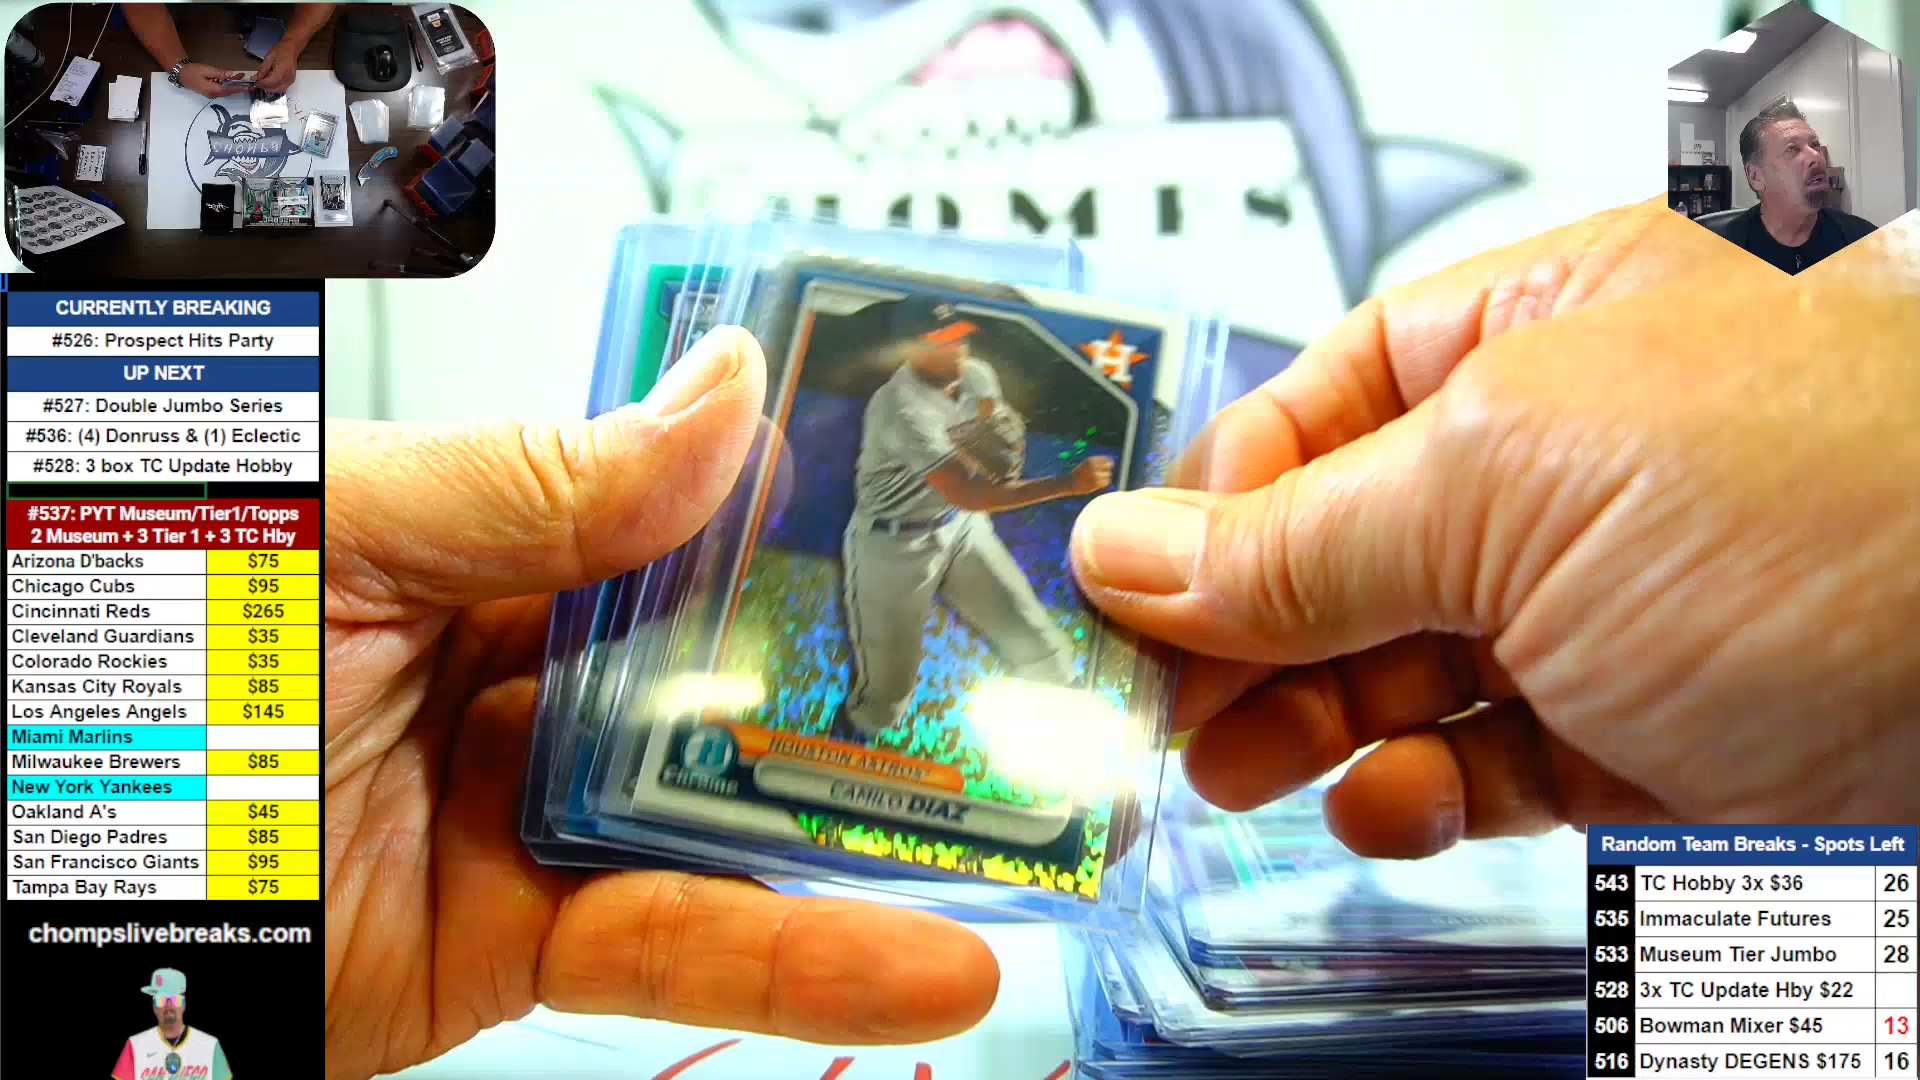 CHOMPS
CURRENTLY BREAKING
#526: Prospect Hits Party
UP NEXT
#527: Double Jumbo Series
#536: (4) Donruss & (1) Eclectic
#528: 3 box TC Update Hobby
#537: PYT Museum/Tier1/Topps
2 Museum + 3 Tier 1 + 3 TC Hby
Arizona D'backs $75
Chicago Cubs $95
Cincinnati Reds $265
Cleveland Guardians $35
Colorado Rockies $35
Kansas City Royals $85
Los Angeles Angels $145
Miami Marlins
Milwaukee Brewers $85
New York Yankees
Oakland A's $45
San Diego Padres $85
San Francisco Giants $95
Tampa Bay Rays $75
chompslivebreaks.com
CHOMPS
H
CHROME
HOUSTON ASTROS
CAMILO DIAZ
Random Team Breaks - Spots Left
543 TC Hobby 3x $36 26
535 Immaculate Futures 25
533 Museum Tier Jumbo 28
528 3x TC Update Hby $22
506 Bowman Mixer $45 13
516 Dynasty DEGENS $175 16